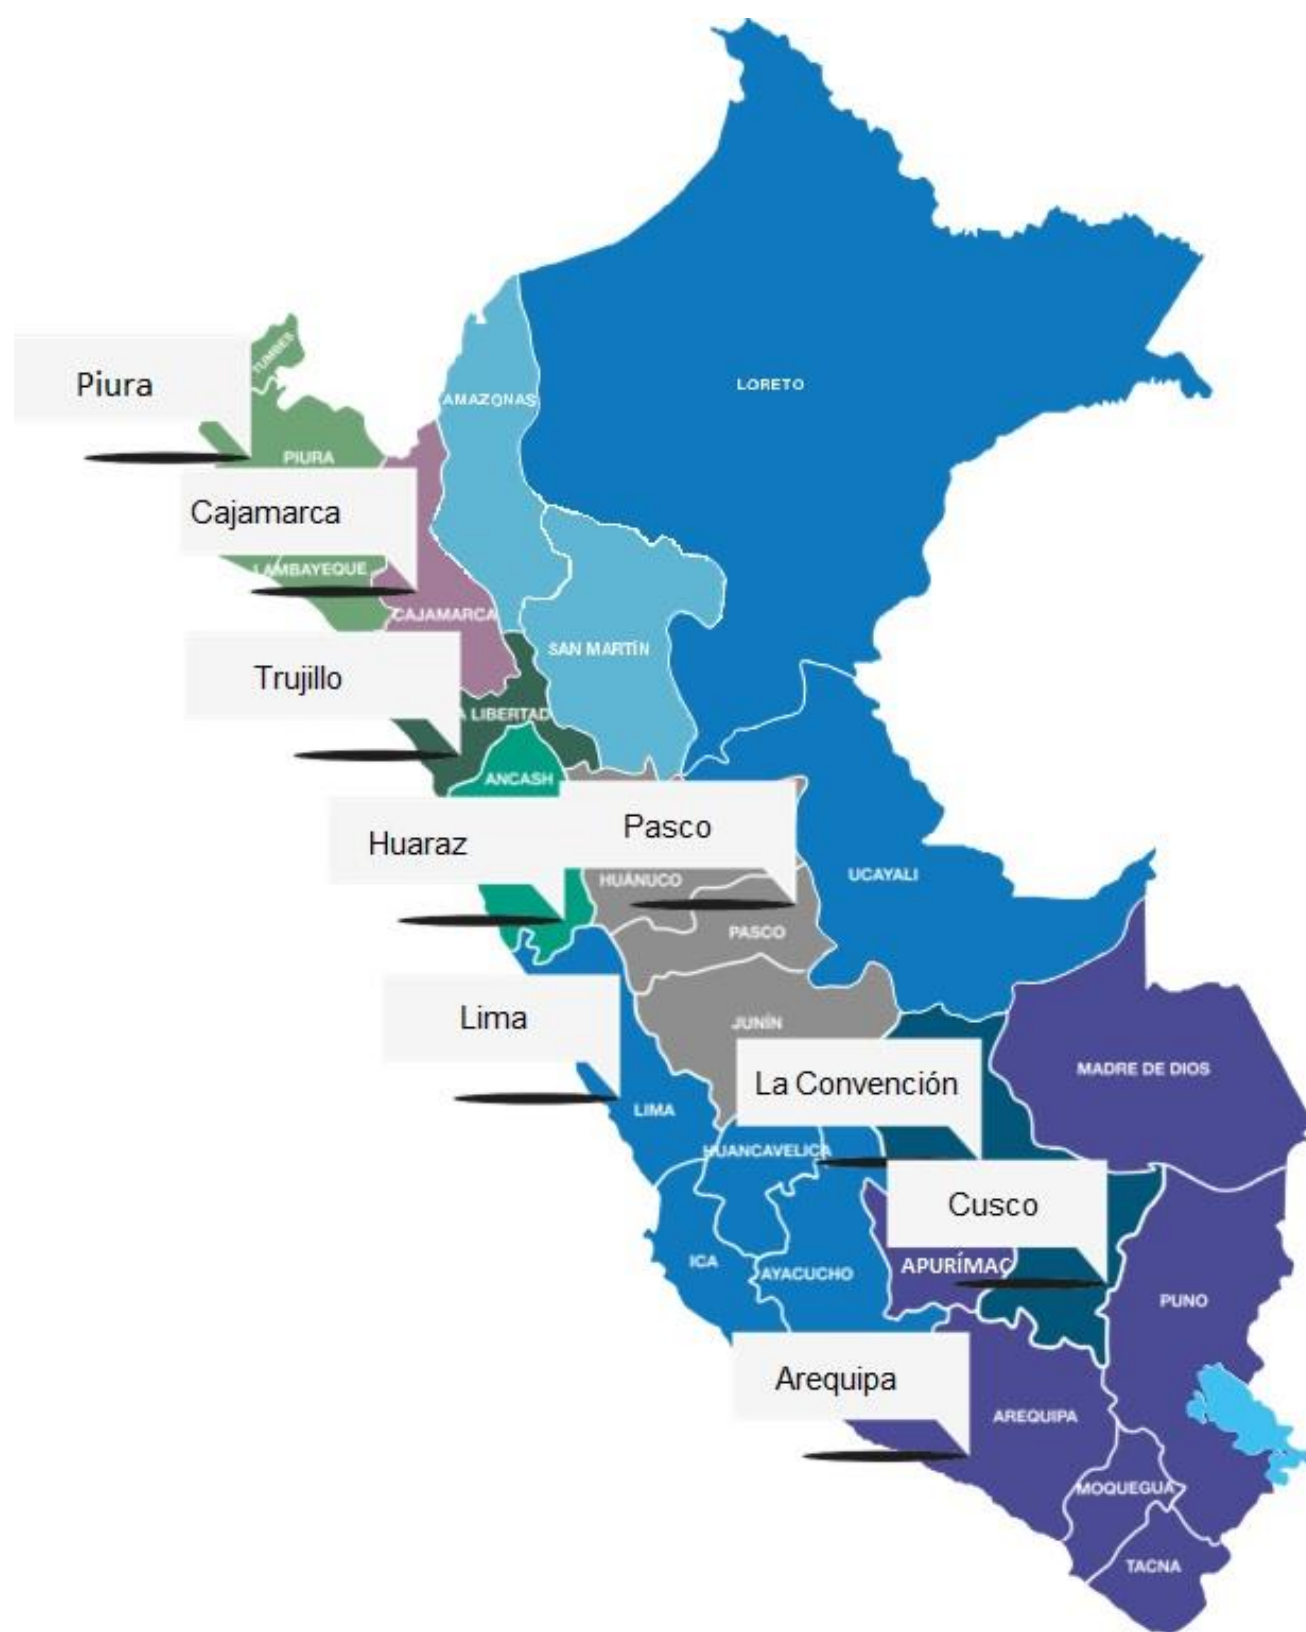 TUMBES
Piura
LORETO
AMAZONAS
PIURA
Cajamarca
LAMBAYEQUE
CAJAMARCA
SAN MARTÍN
Trujillo
A LIBERTAD
ANCASH
Pasco
Huaraz
HUÁNUCO
UCAYALI
PASCO
Lima
JUNÍN
MADRE DE DIOS
La Convención
LIMA
HUANCAVELICA
Cusco
ICA
AYACUCHO
APURÍMAC
PUNO
Arequipa
AREQUIPA
MOQUEGUA
TACNA